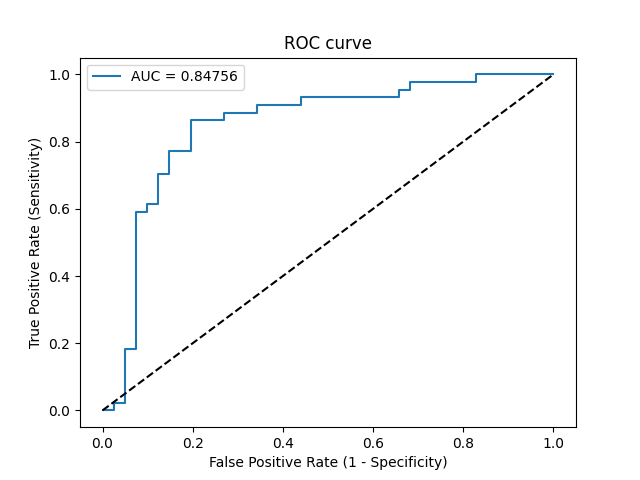 ROC curve
AUC = 0.84756
True Positive Rate (Sensitivity)
1.0
0.8
0.6
0.4
0.2
0.0
0.0 0.2 0.4 0.6 0.8 1.0
False Positive Rate (1 - Specificity)